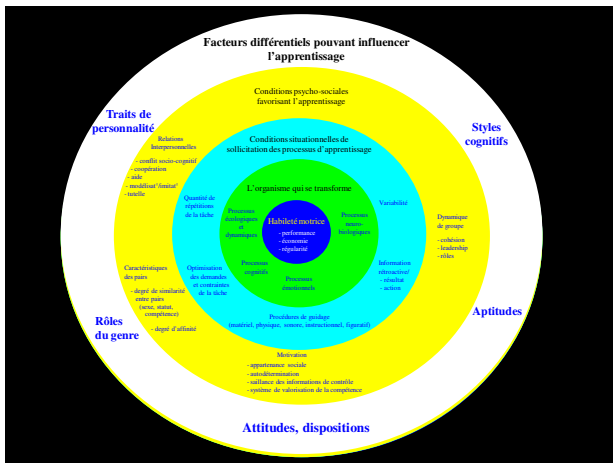 Facteurs différentiels pouvant influencer
l'apprentissage
Conditions psycho-sociales
favorisant l'apprentissage
Traits de
personnalité
Styles
cognitifs
Relations
Interpersonnelles
- conflit socio-cognitif
- coopération
- aide
- modélisat°/imitat°
- tutelle
Conditions situationnelles de
sollicitation des processus d'apprentissage
L'organisme qui se transforme
Quantité de
répétitions
de la tâche
Variabilité
Processus
écologiques et
dynamiques
Habileté motrice
- performance
- économie
- régularité
Processus
neuro-
biologiques
Dynamique
de groupe
- cohésion
- leadership
- rôles
Processus
cognitifs
Processus
émotionnels
Caractéristiques
des pairs
- degré de similarité
entre pairs
(sexe, statut,
compétence)
- degré d'affinité
Optimisation
des demandes
et contraintes
de la tâche
Information
rétroactive/
- résultat
- action
Rôles
du genre
Aptitudes
Procédures de guidage
(matériel, physique, sonore, instructionnel, figuratif)
Motivation
- appartenance sociale
- autodétermination
- saillance des informations de contrôle
- système de valorisation de la compétence
Attitudes, dispositions